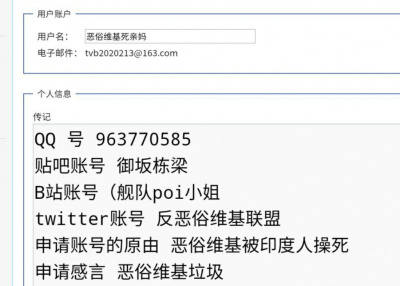 用户账户
用户名： 恶俗维基死亲妈
电子邮件： tvb2020213@163.com
个人信息
传记
QQ 号 963770585
贴吧账号 御坂栋梁
B站账号（舰队poi小姐
twitter账号 反恶俗维基联盟
申请账号的原由 恶俗维基被印度人操死
申请感言 恶俗维基垃圾